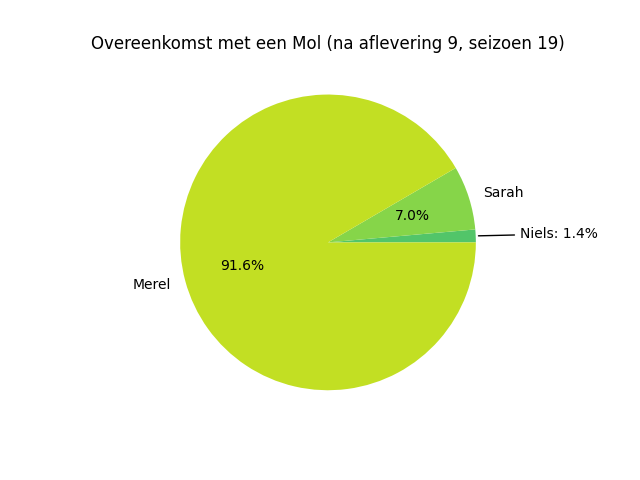 Overeenkomst met een Mol (na aflevering 9, seizoen 19)
Sarah
7.0%
Niels: 1.4%
91.6%
Merel